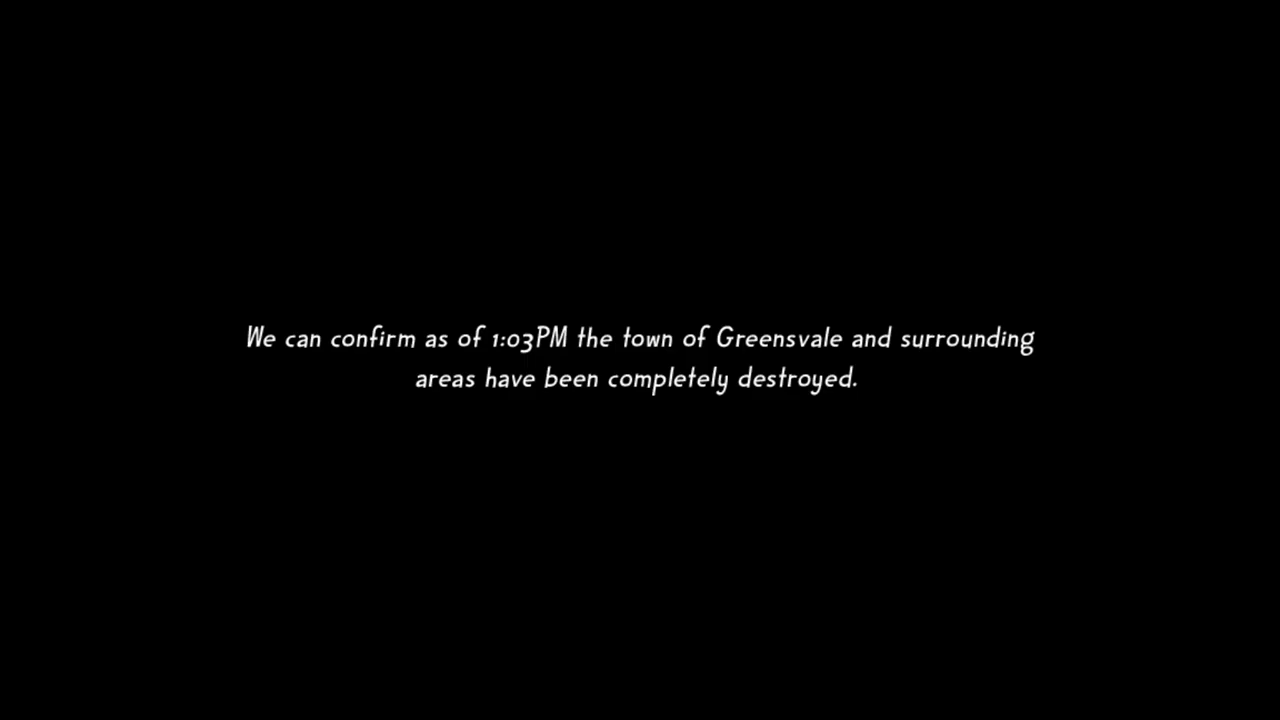 We can confirm as of 1:03PM the town of Greensvale and surrounding
areas have been completely destroyed.